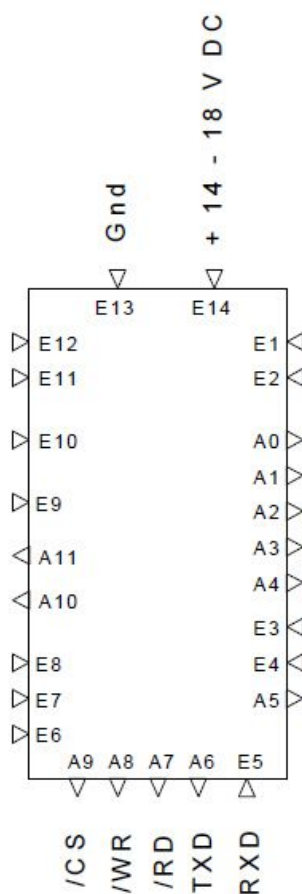 Gnd
+ 14 - 18 V DC
E13 E14
E12 E1
E11 E2
E10 A0
A1
E9 A2
A3
A11 A4
A10
E3
E8 E4
E7 A5
E6
A9 A8 A7 A6 E5
/CS
/WR
/RD
TXD
RXD